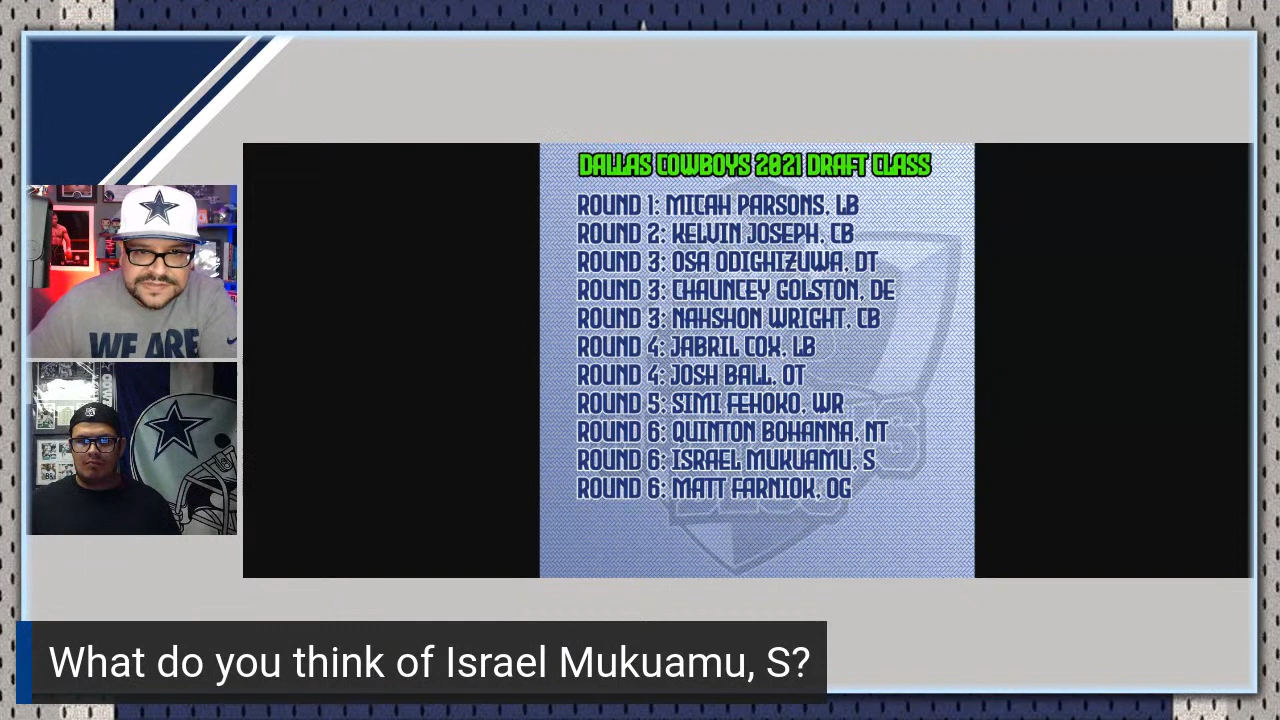 WE ARE
DALLAS COWBOYS 2021 DRAFT CLASS
ROUND 1: MICAH PARSONS, LB
ROUND 2: KELVIN JOSEPH, CB
ROUND 3: OSA ODIGHIZUWA, DT
ROUND 3: CHAUNCEY GOLSTON, DE
ROUND 3: NAHSHON WRIGHT, CB
ROUND 4: JABRIL COX, LB
ROUND 4: JOSH BALL, OT
ROUND 5: SIMI FEHOKO, WR
ROUND 6: QUINTON BOHANNA, NT
ROUND 6: ISRAEL MUKUAMU, S
ROUND 6: MATT FARNIOK, OG
What do you think of Israel Mukuamu, S?